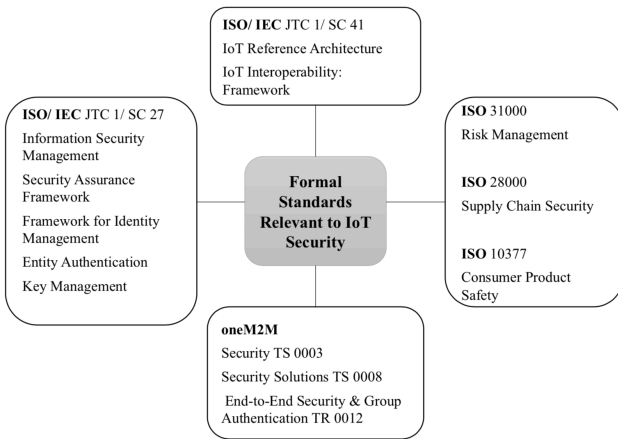 ISO/ IEC JTC 1/ SC 41
IoT Reference Architecture
IoT Interoperability:
Framework
ISO/ IEC JTC 1/ SC 27
Information Security
Management
Security Assurance
Framework
Framework for Identity
Management
Entity Authentication
Key Management
Formal
Standards
Relevant to IoT
Security
ISO 31000
Risk Management
ISO 28000
Supply Chain Security
ISO 10377
Consumer Product
Safety
oneM2M
Security TS 0003
Security Solutions TS 0008
End-to-End Security & Group
Authentication TR 0012